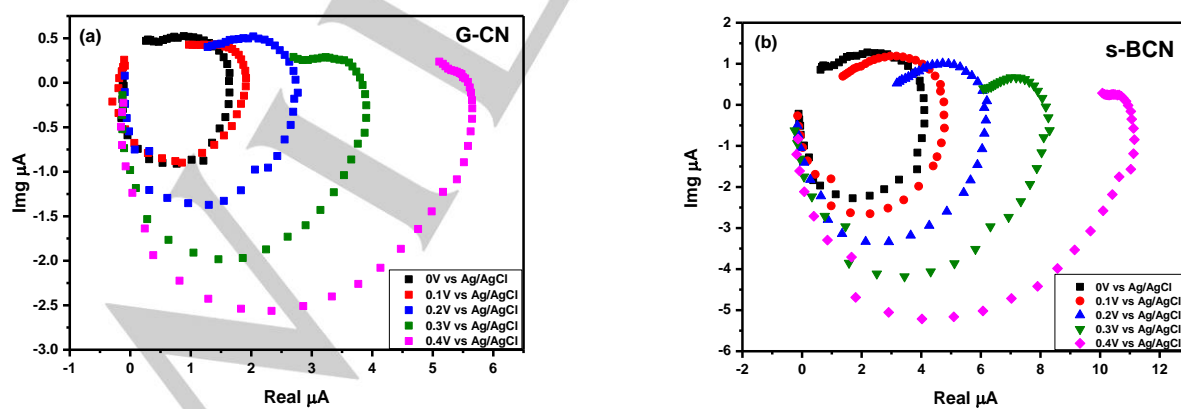 (a)
G-CN
Img µA
1.0
0.5
0.0
-0.5
-1.0
-1.5
-2.0
-2.5
-3.0
-1
0
1
2
3
4
5
6
7
Real µA
0V vs Ag/AgCl
0.1V vs Ag/AgCl
0.2V vs Ag/AgCl
0.3V vs Ag/AgCl
0.4V vs Ag/AgCl
(b)
s-BCN
Img µA
2
1
0
-1
-2
-3
-4
-5
-6
-2
0
2
4
6
8
10
12
Real µA
0V vs Ag/AgCl
0.1V vs Ag/AgCl
0.2V vs Ag/AgCl
0.3V vs Ag/AgCl
0.4V vs Ag/AgCl